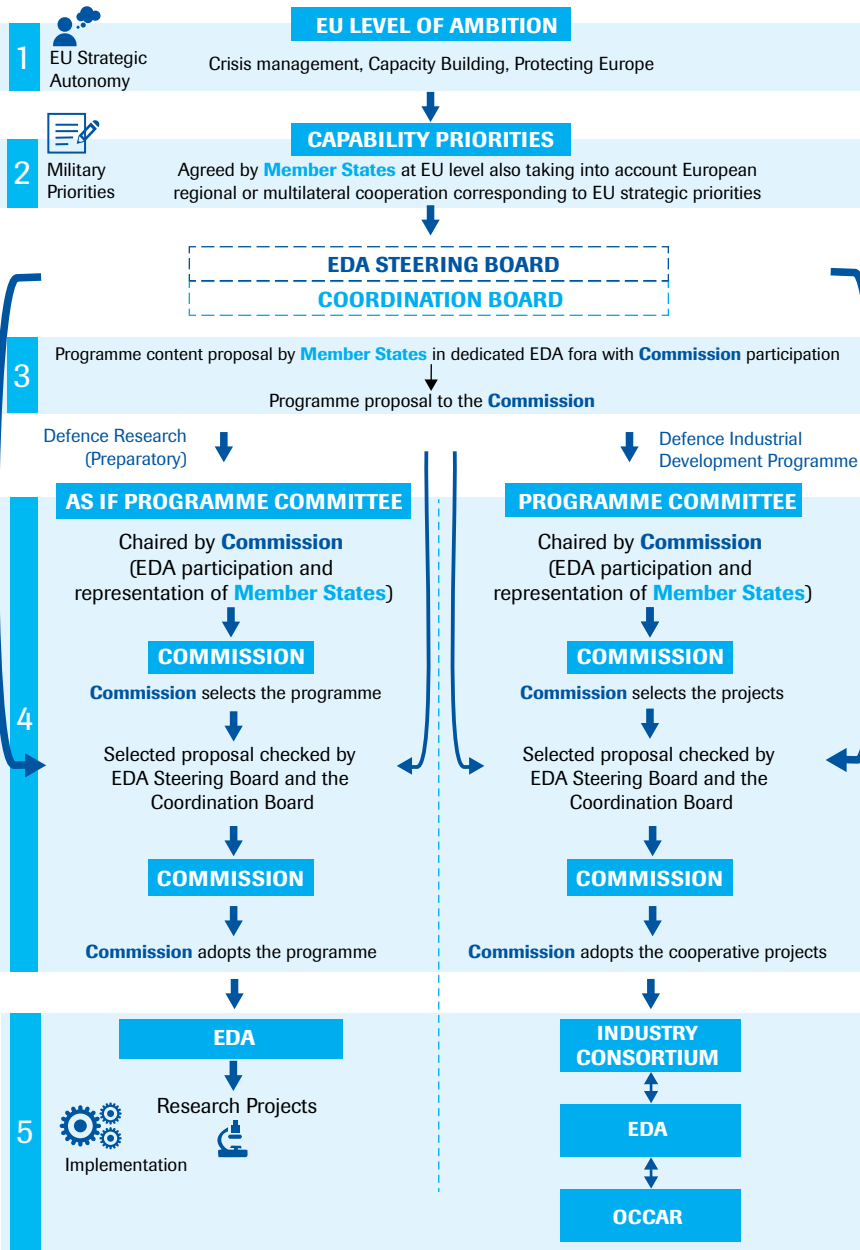 EU LEVEL OF AMBITION
1
EU Strategic
Autonomy
Crisis management, Capacity Building, Protecting Europe
CAPABILITY PRIORITIES
2
Military
Priorities
Agreed by Member States at EU level also taking into account European
regional or multilateral cooperation corresponding to EU strategic priorities
EDA STEERING BOARD
COORDINATION BOARD
3
Programme content proposal by Member States in dedicated EDA fora with Commission participation
Programme proposal to the Commission
Defence Research
(Preparatory)
Defence Industrial
Development Programme
4
AS IF PROGRAMME COMMITTEE
Chaired by Commission
(EDA participation and
representation of Member States)
COMMISSION
Commission selects the programme
Selected proposal checked by
EDA Steering Board and the
Coordination Board
COMMISSION
Commission adopts the programme
PROGRAMME COMMITTEE
Chaired by Commission
(EDA participation and
representation of Member States)
COMMISSION
Commission selects the projects
Selected proposal checked by
EDA Steering Board and the
Coordination Board
COMMISSION
Commission adopts the cooperative projects
5
Implementation
EDA
Research Projects
INDUSTRY
CONSORTIUM
EDA
OCCAR